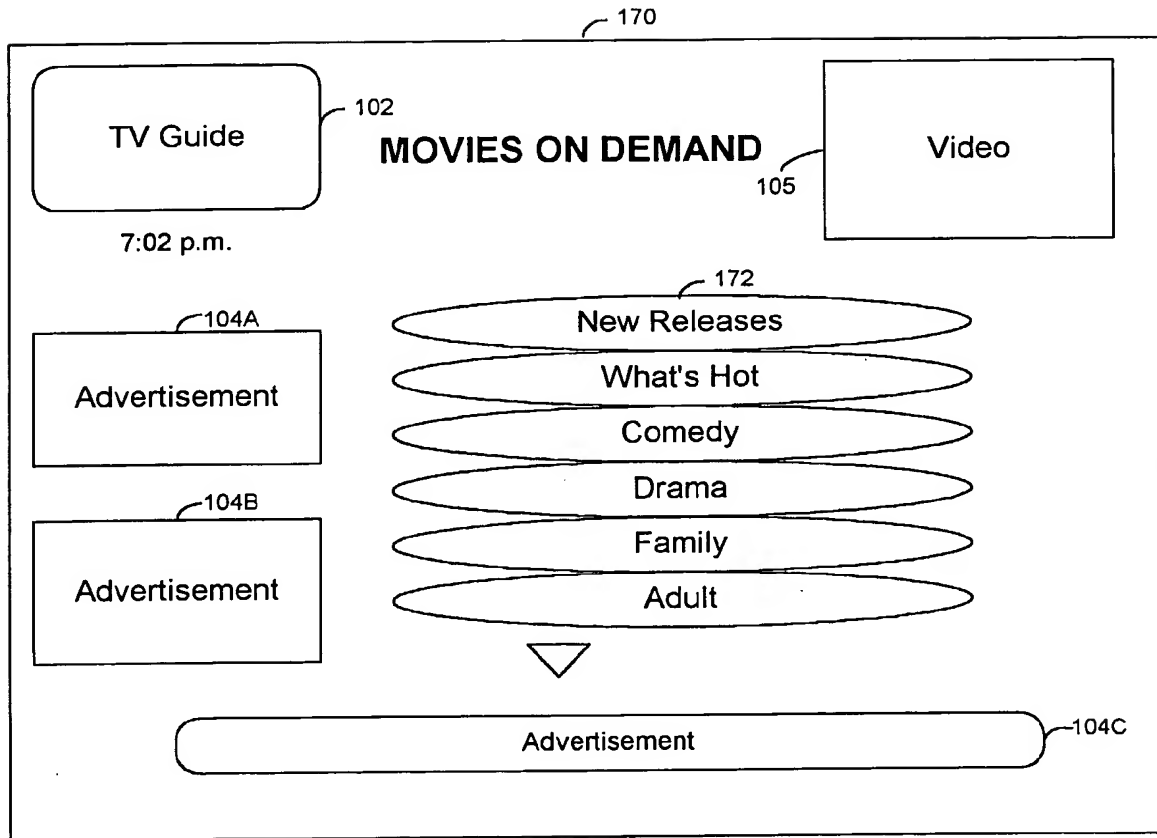 170
TV Guide
102
MOVIES ON DEMAND
Video
105
7:02 p.m.
172
New Releases
104A
Advertisement
What's Hot
Comedy
Drama
104B
Advertisement
Family
Adult
Advertisement
104C